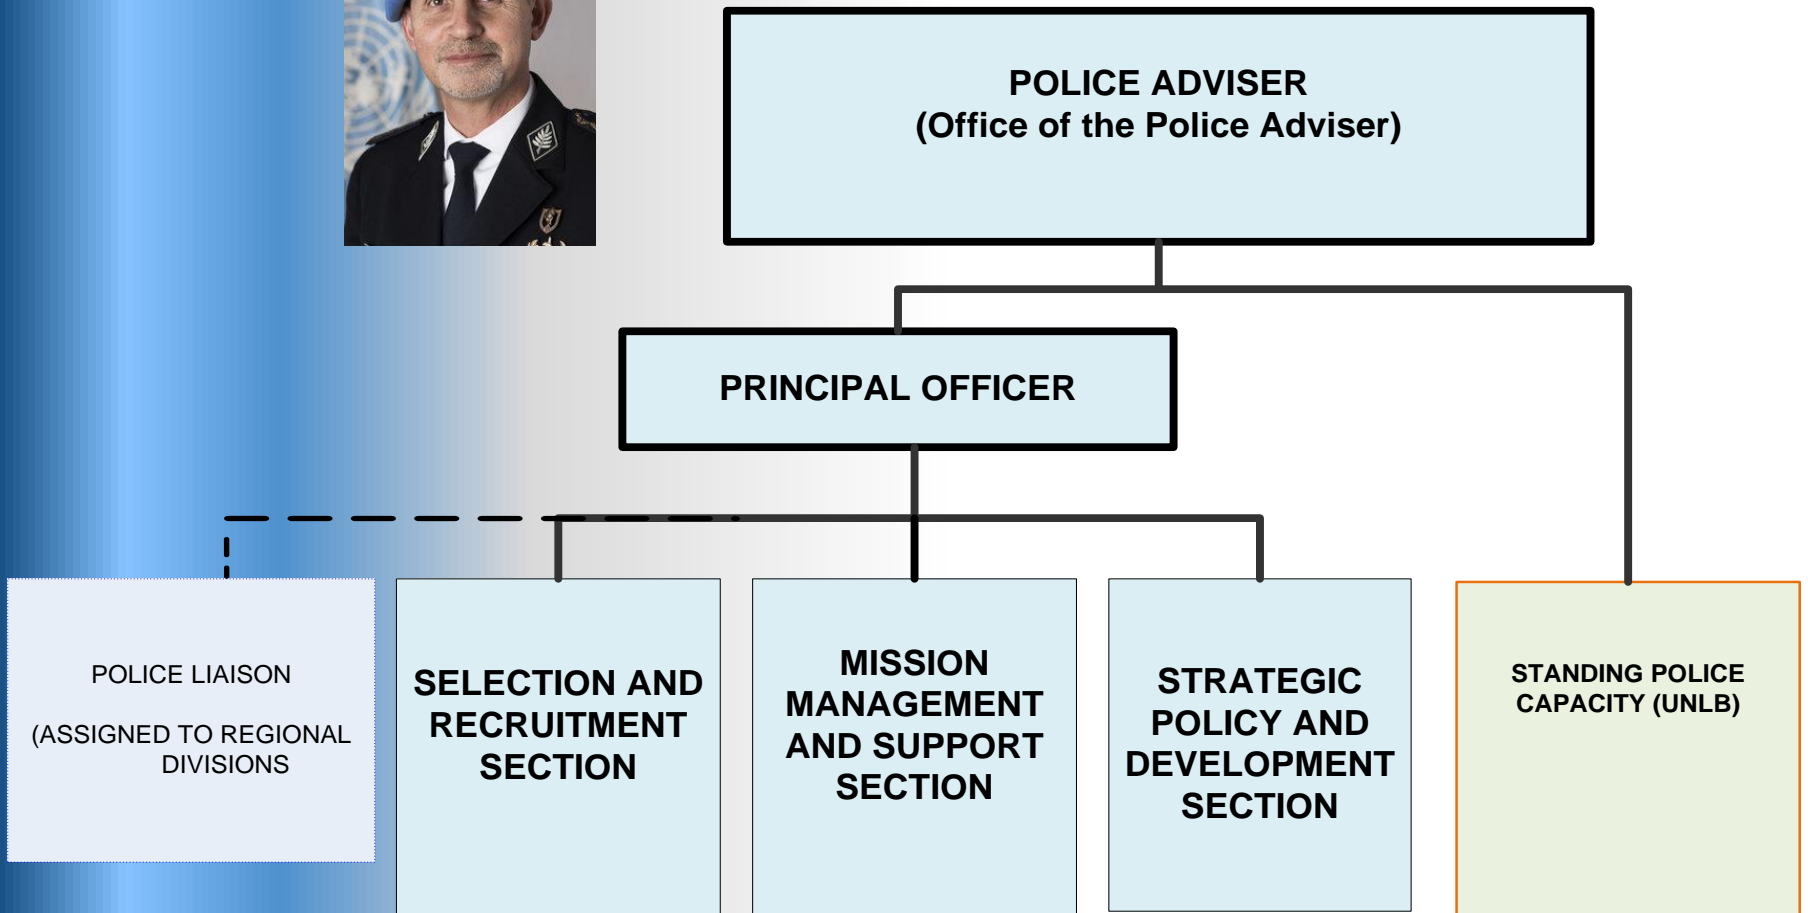 POLICE ADVISER
(Office of the Police Adviser)
PRINCIPAL OFFICER
POLICE LIAISON
(ASSIGNED TO REGIONAL
DIVISIONS
SELECTION AND
RECRUITMENT
SECTION
MISSION
MANAGEMENT
AND SUPPORT
SECTION
STRATEGIC
POLICY AND
DEVELOPMENT
SECTION
STANDING POLICE
CAPACITY (UNLB)